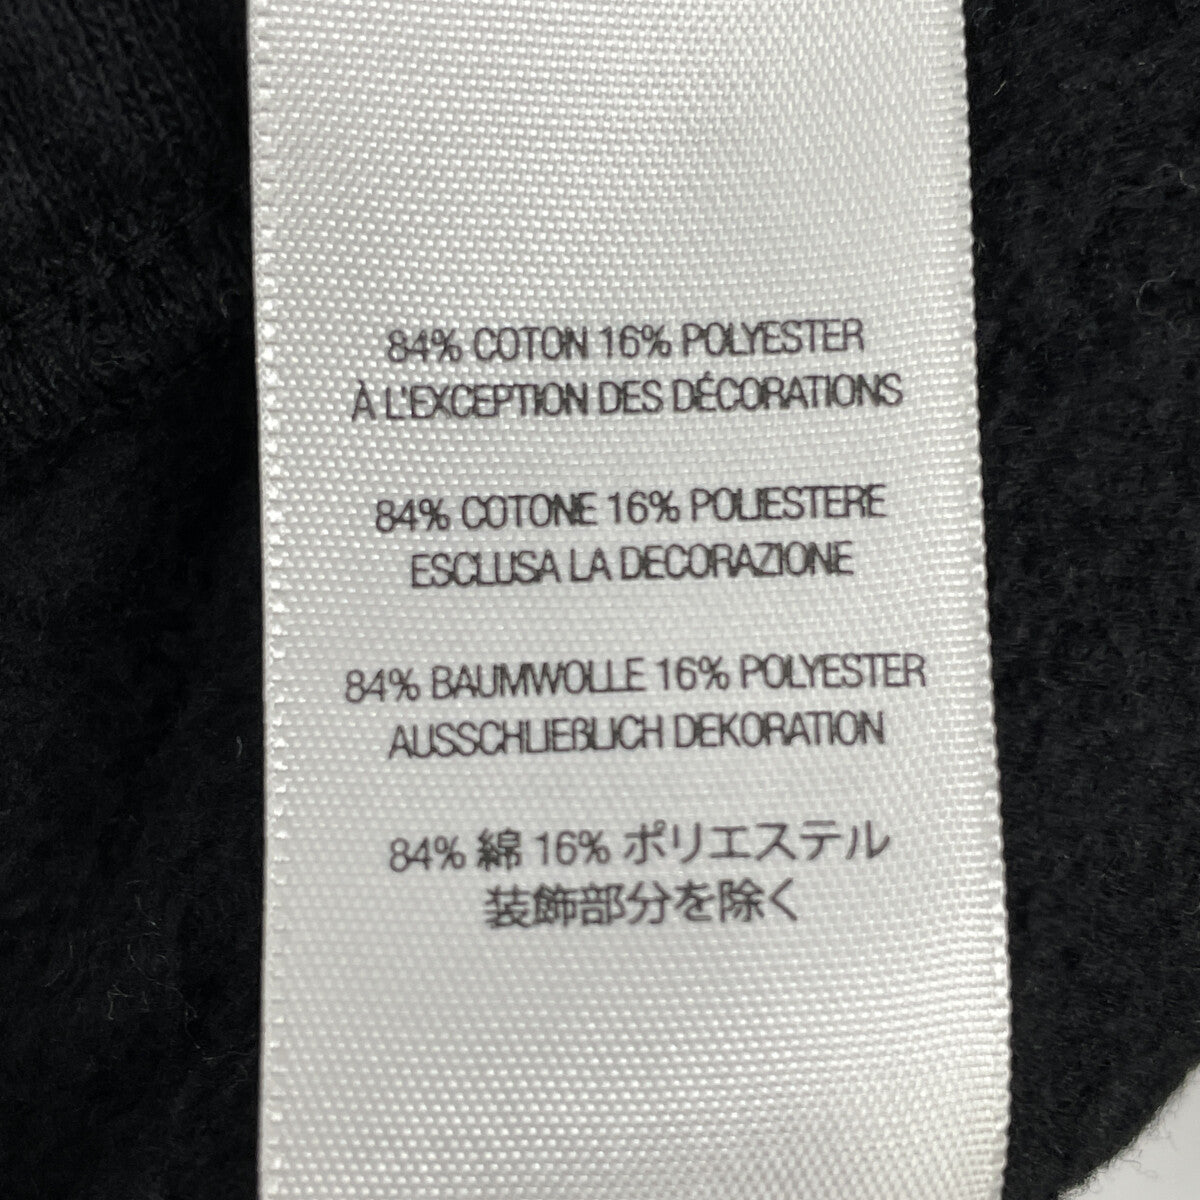 84% COTON 16% POLYESTER
À L'EXCEPTION DES DÉCORATIONS
84% COTONE 16% POLIESTERE
ESCLUSA LA DECORAZIONE
84% BAUMWOLLE 16% POLYESTER
AUSSCHLIEßLICH DEKORATION
84% 綿 16% ポリエステル
装飾部分を除く